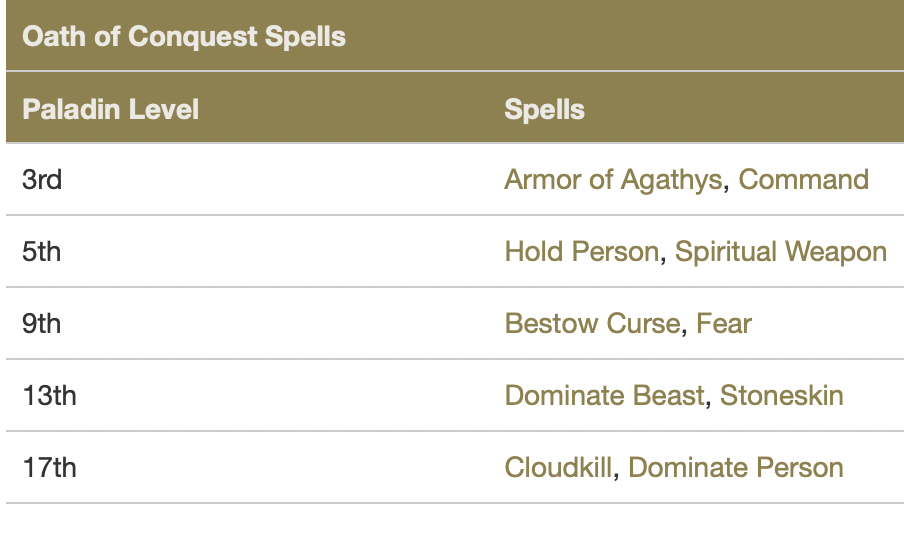 Oath of Conquest Spells
Paladin Level Spells
3rd Armor of Agathys, Command
5th Hold Person, Spiritual Weapon
9th Bestow Curse, Fear
13th Dominate Beast, Stoneskin
17th Cloudkill, Dominate Person